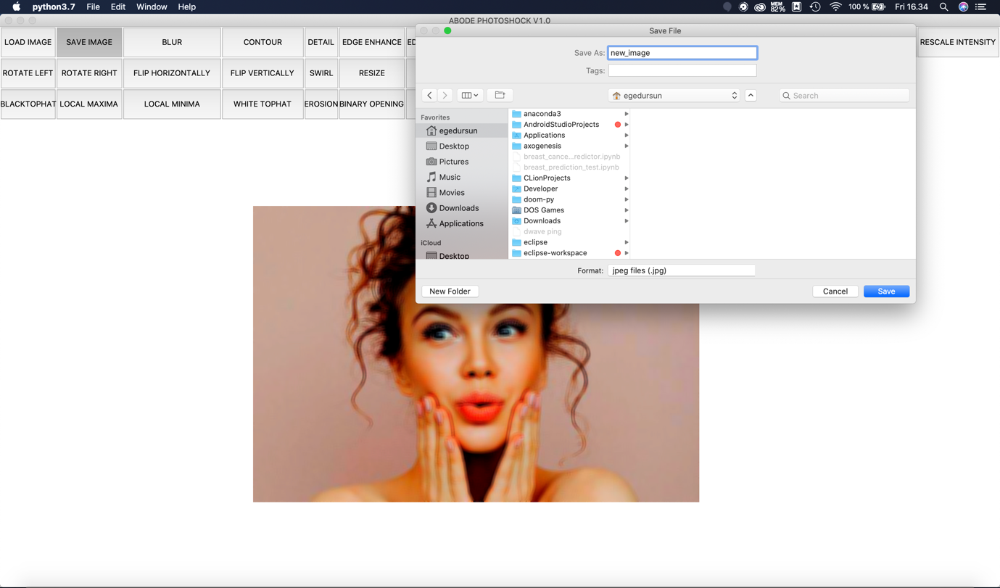 python3.7 File Edit Window Help MEM 82% 100 % Fri 16.34
ABODE PHOTOSHOCK V1.0
LOAD IMAGE SAVE IMAGE BLUR CONTOUR DETAIL EDGE ENHANCE ED RESCALE INTENSITY
ROTATE LEFT ROTATE RIGHT FLIP HORIZONTALLY FLIP VERTICALLY SWIRL RESIZE
BLACKTOPHAT LOCAL MAXIMA LOCAL MINIMA WHITE TOPHAT EROSION BINARY OPENING
Save File
Save As: new_image
Tags:
egedursun Search
Favorites
egedursun
Desktop
Pictures
Music
Movies
Downloads
Applications
iCloud
Desktop
anaconda3
AndroidStudioProjects
Applications
axogenesis
breast_cance...redictor.ipynb
breast_prediction_test.ipynb
CLionProjects
Developer
doom-py
DOS Games
Downloads
dwave ping
eclipse
eclipse-workspace
Format: jpeg files (.jpg)
New Folder Cancel Save